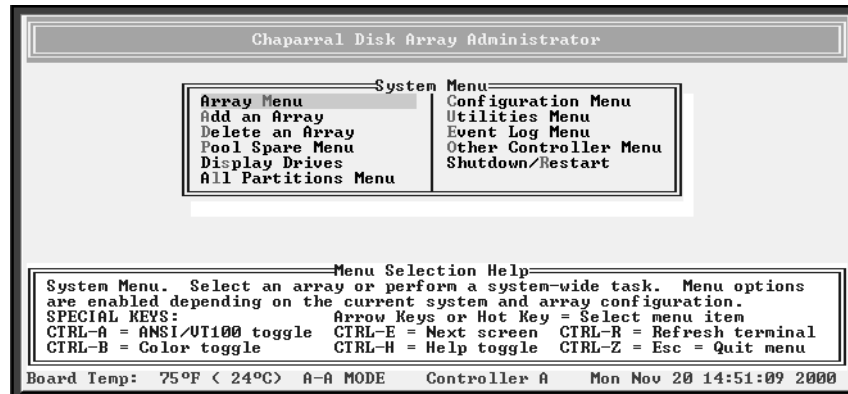 Chaparral Disk Array Administrator
System Menu
Array Menu
Add an Array
Delete an Array
Pool Spare Menu
Display Drives
All Partitions Menu
Configuration Menu
Utilities Menu
Event Log Menu
Other Controller Menu
Shutdown/Restart
Menu Selection Help
System Menu. Select an array or perform a system-wide task. Menu options
are enabled depending on the current system and array configuration.
SPECIAL KEYS: Arrow Keys or Hot Key = Select menu item
CTRL-A = ANSI/VT100 toggle CTRL-E = Next screen CTRL-R = Refresh terminal
CTRL-B = Color toggle CTRL-H = Help toggle CTRL-Z = Esc = Quit menu
Board Temp: 75ºF ( 24ºC) A-A MODE Controller A Mon Nov 20 14:51:09 2000